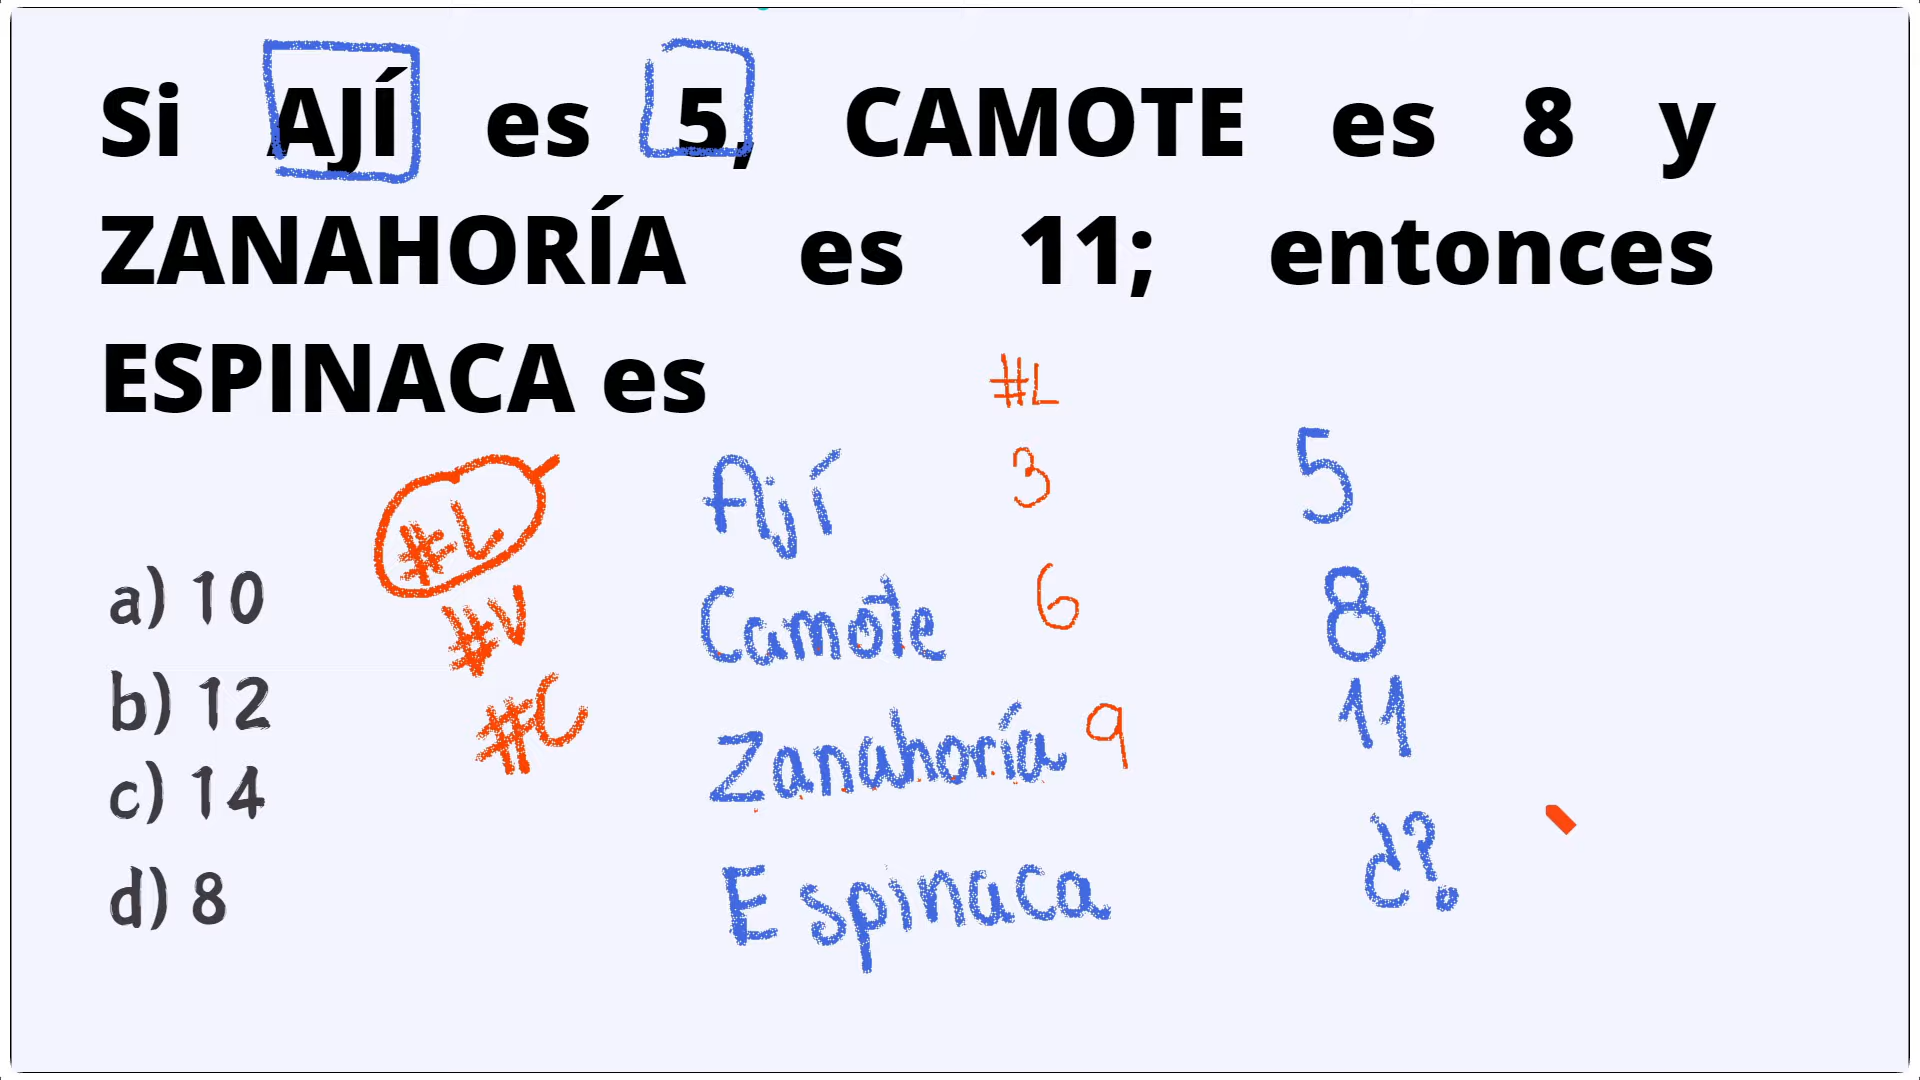 Si AJÍ es 5, CAMOTE es 8 y
ZANAHORÍA es 11; entonces
ESPINACA es
#L
Ají 3 5
a) 10 #L Camote 6 8
b) 12 #V
#C Zanahoría 9 11
c) 14
d) 8 Espinaca ¿?